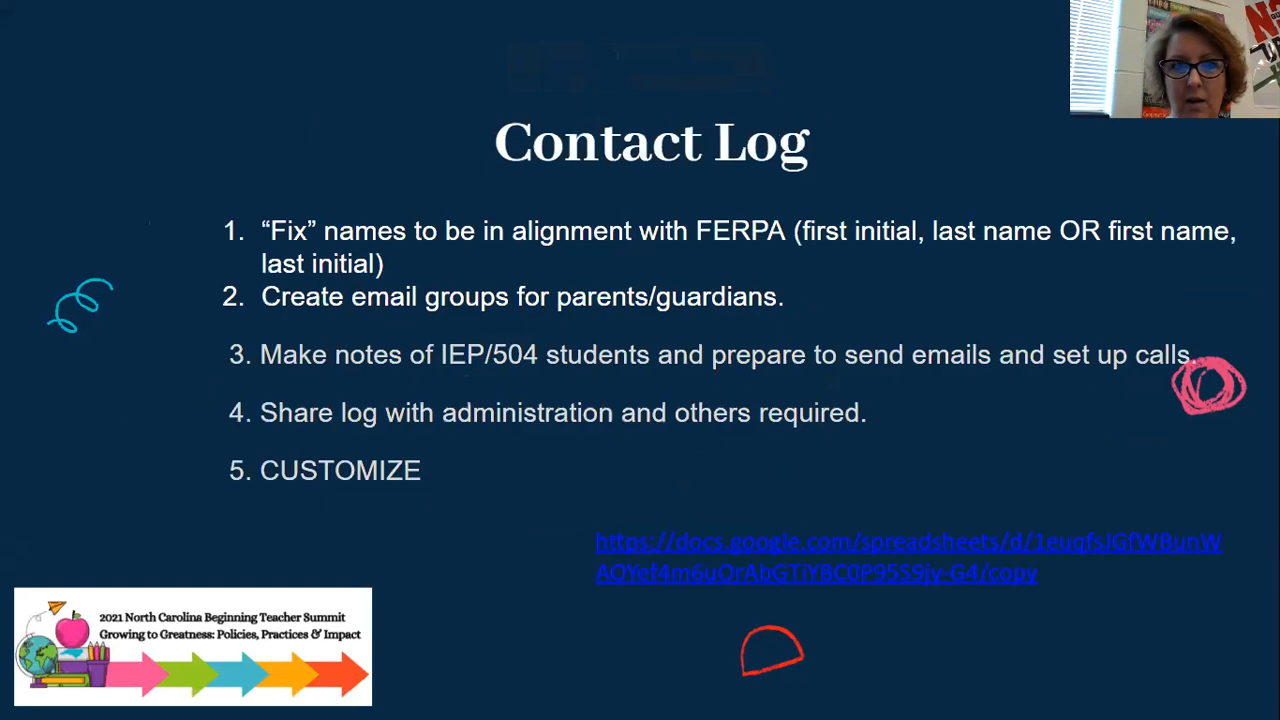 Contact Log
1. “Fix” names to be in alignment with FERPA (first initial, last name OR first name,
last initial)
2. Create email groups for parents/guardians.
3. Make notes of IEP/504 students and prepare to send emails and set up calls.
4. Share log with administration and others required.
5. CUSTOMIZE
https://docs.google.com/spreadsheets/d/1euqfsJGfWBunW
AOYef4m6uOrAbGTiY8C0P95S9jy-G4/copy
2021 North Carolina Beginning Teacher Summit
Growing to Greatness: Policies, Practices & Impact